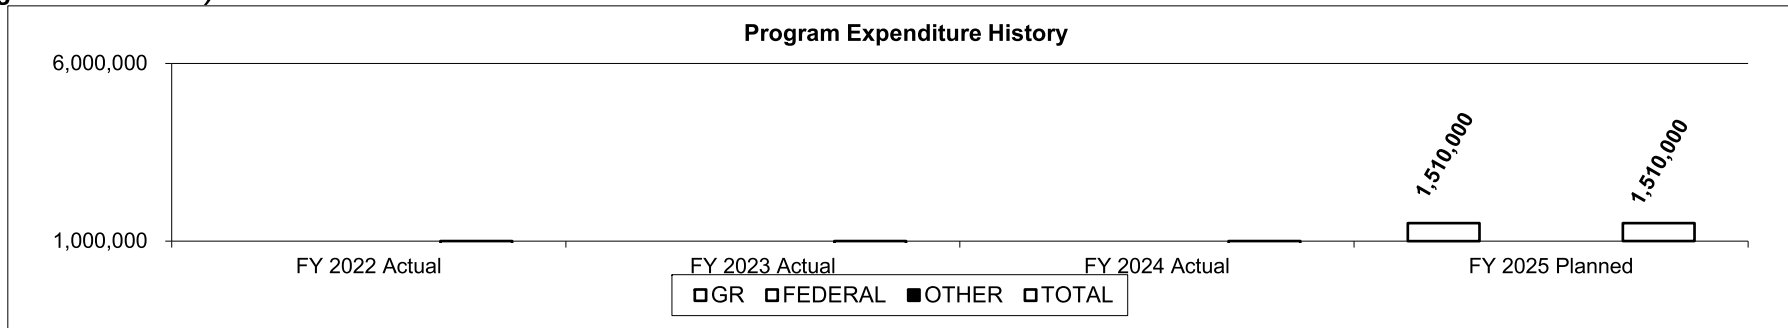 Program Expenditure History
6,000,000
1,510,000
1,510,000
1,000,000
FY 2022 Actual
FY 2023 Actual
FY 2024 Actual
FY 2025 Planned
GR FEDERAL OTHER TOTAL